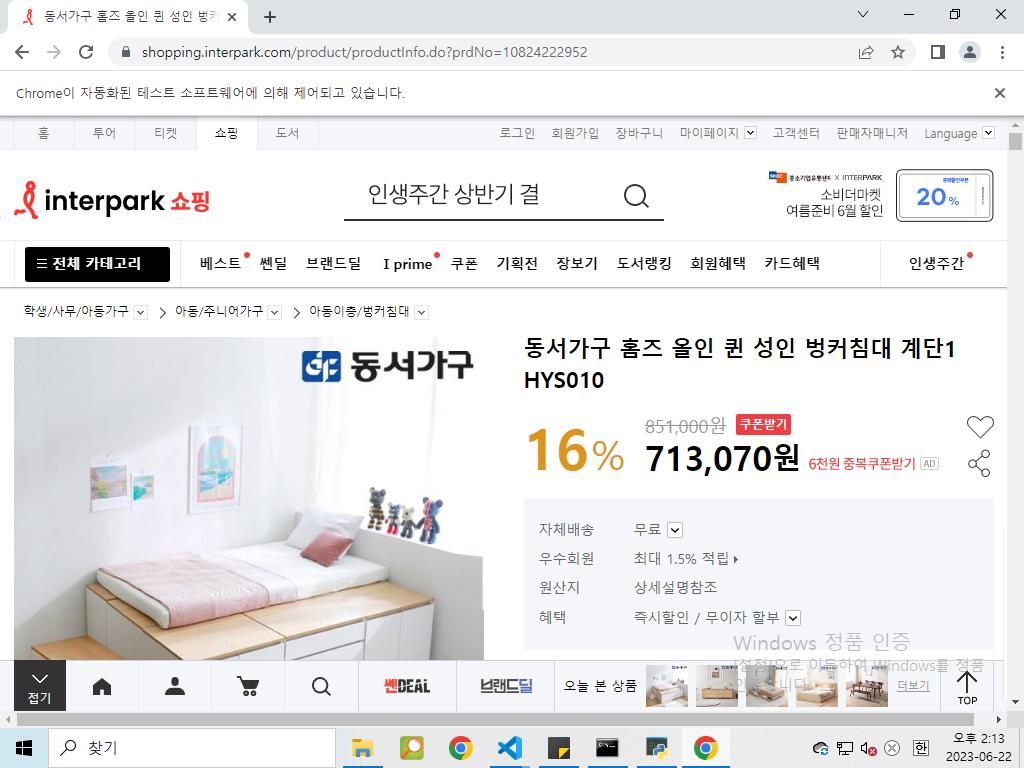 동서가구 홈즈 올인 퀸 성인 벙커
shopping.interpark.com/product/productInfo.do?prdNo=10824222952
Chrome이 자동화된 테스트 소프트웨어에 의해 제어되고 있습니다.
홈 투어 티켓 쇼핑 도서 로그인 회원가입 장바구니 마이페이지 고객센터 판매자매니저 Language
interpark 쇼핑
인생주간 상반기 결
중소기업유통센터 X INTERPARK
소비더마켓
여름준비 6월 할인
20%
전체 카테고리 베스트 쎈딜 브랜드딜 I prime 쿠폰 기획전 장보기 도서랭킹 회원혜택 카드혜택 인생주간
학생/사무/아동가구 > 아동/주니어가구 > 아동이층/벙커침대
동서가구
동서가구 홈즈 올인 퀸 성인 벙커침대 계단1
HYS010
16%
851,000원 쿠폰받기
713,070원 6천원 중복쿠폰받기 AD
자체배송 무료
우수회원 최대 1.5% 적립
원산지 상세설명참조
혜택 즉시할인 / 무이자 할부
Windows 정품 인증
[설정]으로 이동하여 Windows를 정품
접기
쎈DEAL
브랜드딜
오늘 본 상품
더보기
TOP
찾기
한
오후 2:13
2023-06-22